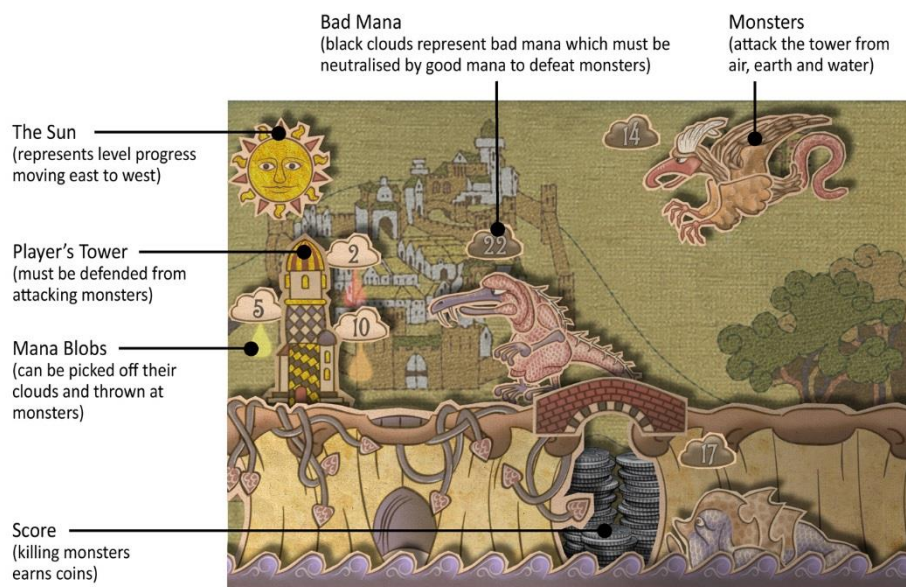 Bad Mana
(black clouds represent bad mana which must be
neutralised by good mana to defeat monsters)
Monsters
(attack the tower from
air, earth and water)
The Sun
(represents level progress
moving east to west)
Player's Tower
(must be defended from
attacking monsters)
Mana Blobs
(can be picked off their
clouds and thrown at
monsters)
Score
(killing monsters
earns coins)
14
2
22
5
10
17